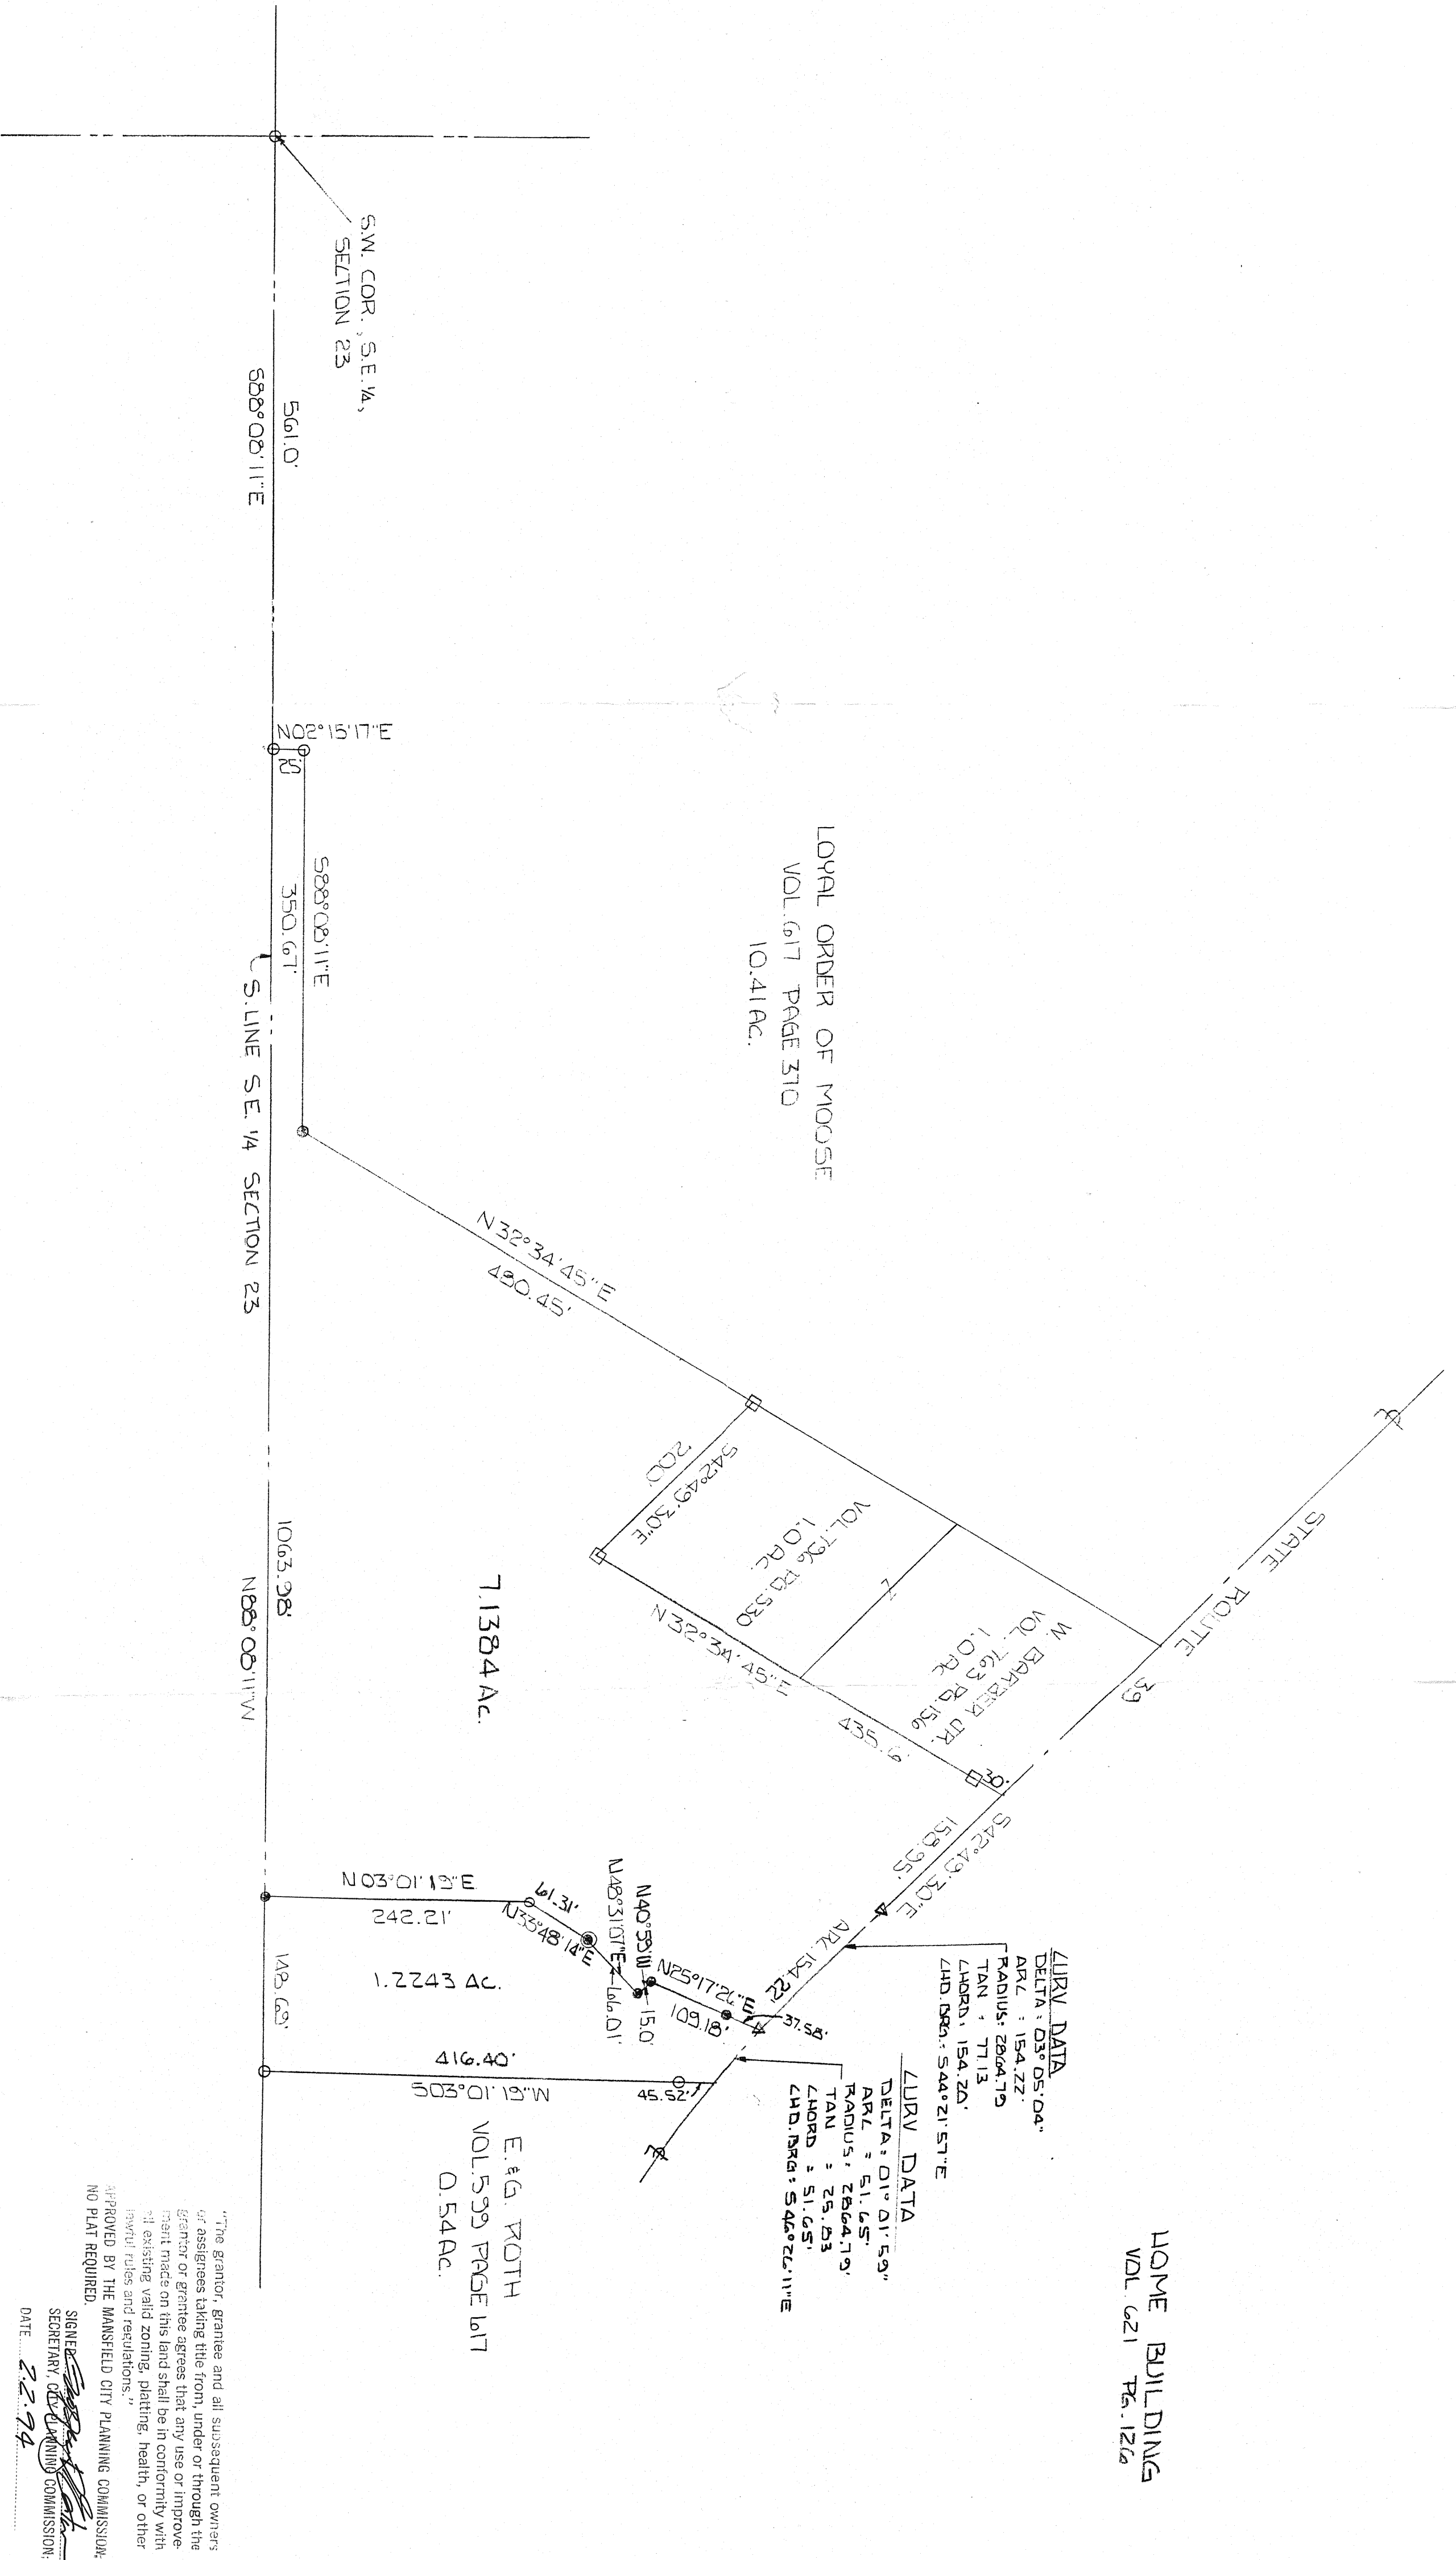 S.W. COR., S.E. 1/4,
SECTION 23
561.0'
S88°08'11"E
N02°15'17"E
25'
S88°08'11"E
350.67'
S. LINE S.E. 1/4 SECTION 23
LOYAL ORDER OF MOOSE
VOL. 617 PAGE 370
10.41 AC.
N32°34'45"E
490.45'
S42°49'30"E
200'
VOL. 796 PG. 530
1.0 AC.
W. BARBER JR.
VOL. 763 PG. 156
1.0 AC
N32°34'45"E
435.6'
30'
STATE ROUTE 39
S42°49'30"E
158.95'
ARC 154.22'
1063.98'
N88°08'11"W
7.1384 AC.
N03°01'19"E
242.21'
61.31'
N33°48'14"E
N48°31'07"E
66.01'
N40°59'W
15.0'
N25°17'26"E
109.18'
37.58'
148.69'
1.2243 AC.
416.40'
S03°01'19"W
45.52'
CURV DATA
DELTA: 03°05'04"
ARC = 154.22'
RADIUS: 2864.79
TAN = 77.13
CHORD: 154.20'
CHD. BRG.: S44°21'57"E
CURV DATA
DELTA: 01°01'59"
ARC = 51.65'
RADIUS: 2864.79'
TAN = 25.83
CHORD = 51.65'
CHD. BRG: S46°26'11"E
E. & G. ROTH
VOL. 599 PAGE 617
0.54 AC.
HOME BUILDING
VOL. 621 PG. 126
"The grantor, grantee and all subsequent owners
or assignees taking title from, under or through the
grantor or grantee agrees that any use or improve-
ment made on this land shall be in conformity with
all existing valid zoning, platting, health, or other
lawful rules and regulations."
APPROVED BY THE MANSFIELD CITY PLANNING COMMISSION;
NO PLAT REQUIRED.
SIGNED
SECRETARY, CITY PLANNING COMMISSION;
DATE 2.2.94